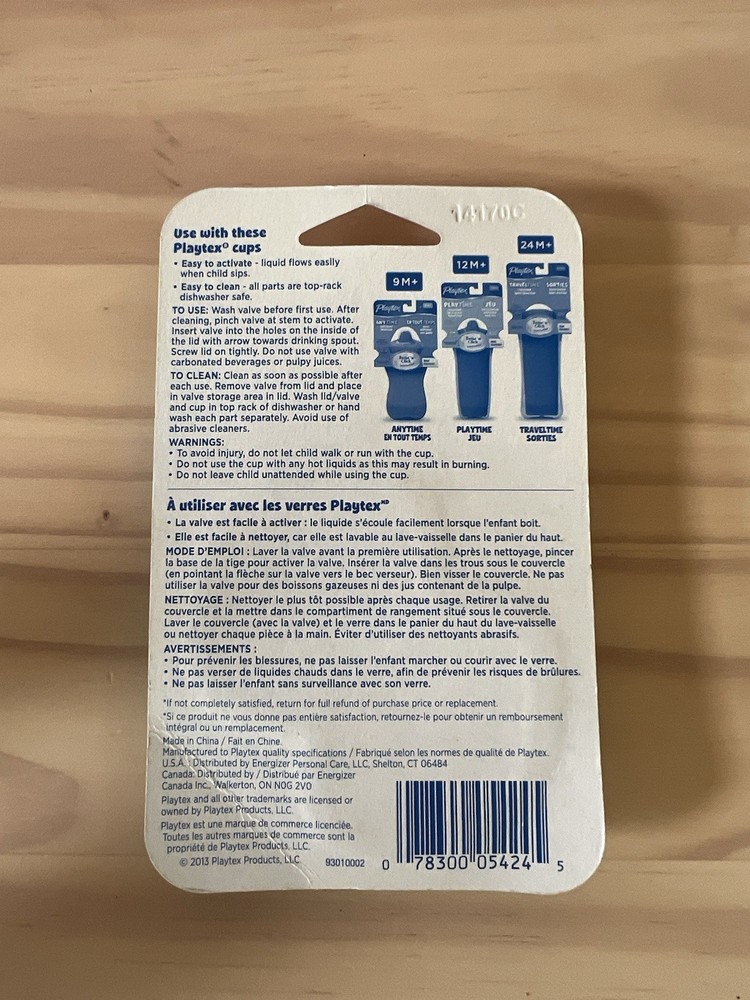 14170C
Use with these
Playtex® cups
• Easy to activate - liquid flows easily
when child sips.
• Easy to clean - all parts are top-rack
dishwasher safe.
TO USE: Wash valve before first use. After
cleaning, pinch valve at stem to activate.
Insert valve into the holes on the inside of
the lid with arrow towards drinking spout.
Screw lid on tightly. Do not use valve with
carbonated beverages or pulpy juices.
TO CLEAN: Clean as soon as possible after
each use. Remove valve from lid and place
in valve storage area in lid. Wash lid/valve
and cup in top rack of dishwasher or hand
wash each part separately. Avoid use of
abrasive cleaners.
9M+
12M+
24M+
Playtex
ANYTIME
EN TOUT TEMPS
Playtex
PLAYTIME JEU
Playtex
TRAVELTIME SORTIES
ANYTIME
EN TOUT TEMPS
PLAYTIME
JEU
TRAVELTIME
SORTIES
WARNINGS:
• To avoid injury, do not let child walk or run with the cup.
• Do not use the cup with any hot liquids as this may result in burning.
• Do not leave child unattended while using the cup.
À utiliser avec les verres Playtex MD
• La valve est facile à activer : le liquide s'écoule facilement lorsque l'enfant boit.
• Elle est facile à nettoyer, car elle est lavable au lave-vaisselle dans le panier du haut.
MODE D'EMPLOI : Laver la valve avant la première utilisation. Après le nettoyage, pincer
la base de la tige pour activer la valve. Insérer la valve dans les trous sous le couvercle
(en pointant la flèche sur la valve vers le bec verseur). Bien visser le couvercle. Ne pas
utiliser la valve pour des boissons gazeuses ni des jus contenant de la pulpe.
NETTOYAGE : Nettoyer le plus tôt possible après chaque usage. Retirer la valve du
couvercle et la mettre dans le compartiment de rangement situé sous le couvercle.
Laver le couvercle (avec la valve) et le verre dans le panier du haut du lave-vaisselle
ou nettoyer chaque pièce à la main. Éviter d'utiliser des nettoyants abrasifs.
AVERTISSEMENTS :
• Pour prévenir les blessures, ne pas laisser l'enfant marcher ou courir avec le verre.
• Ne pas verser de liquides chauds dans le verre, afin de prévenir les risques de brûlures.
• Ne pas laisser l'enfant sans surveillance avec son verre.
*If not completely satisfied, return for full refund of purchase price or replacement.
*Si ce produit ne vous donne pas entière satisfaction, retournez-le pour obtenir un remboursement
intégral ou un remplacement.
Made in China / Fait en Chine.
Manufactured to Playtex quality specifications / Fabriqué selon les normes de qualité de Playtex.
U.S.A.: Distributed by Energizer Personal Care, LLC, Shelton, CT 06484
Canada: Distributed by / Distribué par Energizer
Canada Inc., Walkerton, ON N0G 2V0
Playtex and all other trademarks are licensed or
owned by Playtex Products, LLC.
Playtex est une marque de commerce licenciée.
Toutes les autres marques de commerce sont la
propriété de Playtex Products, LLC.
© 2013 Playtex Products, LLC.
93010002
0 78300 05424 5